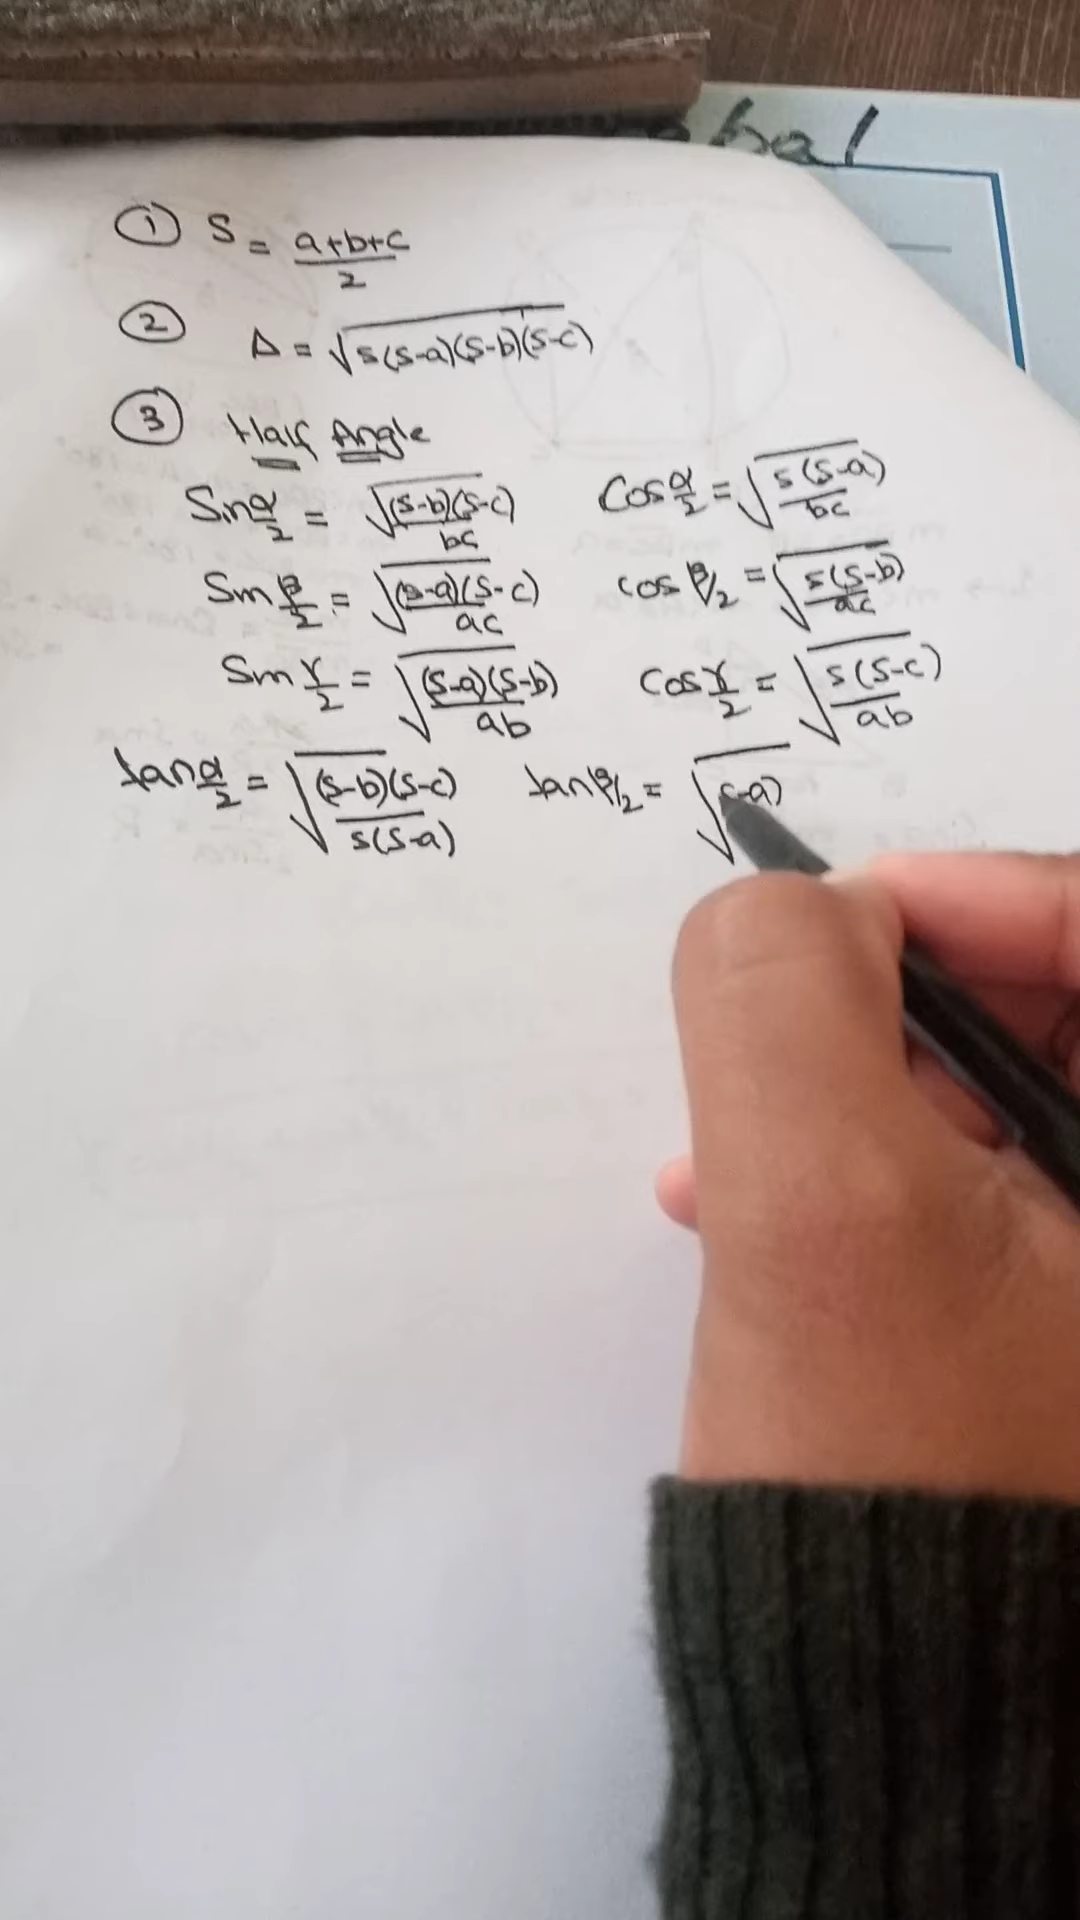 bal
① S = a+b+c / 2
② Δ = √s(s-a)(s-b)(s-c)
③ Half Angle
Sin α/2 = √(s-b)(s-c) / bc    Cos α/2 = √s(s-a) / bc
Sin β/2 = √(s-a)(s-c) / ac    cos β/2 = √s(s-b) / ac
Sin γ/2 = √(s-a)(s-b) / ab    Cos γ/2 = √s(s-c) / ab
tan α/2 = √(s-b)(s-c) / s(s-a)    tan β/2 = √(s-a)